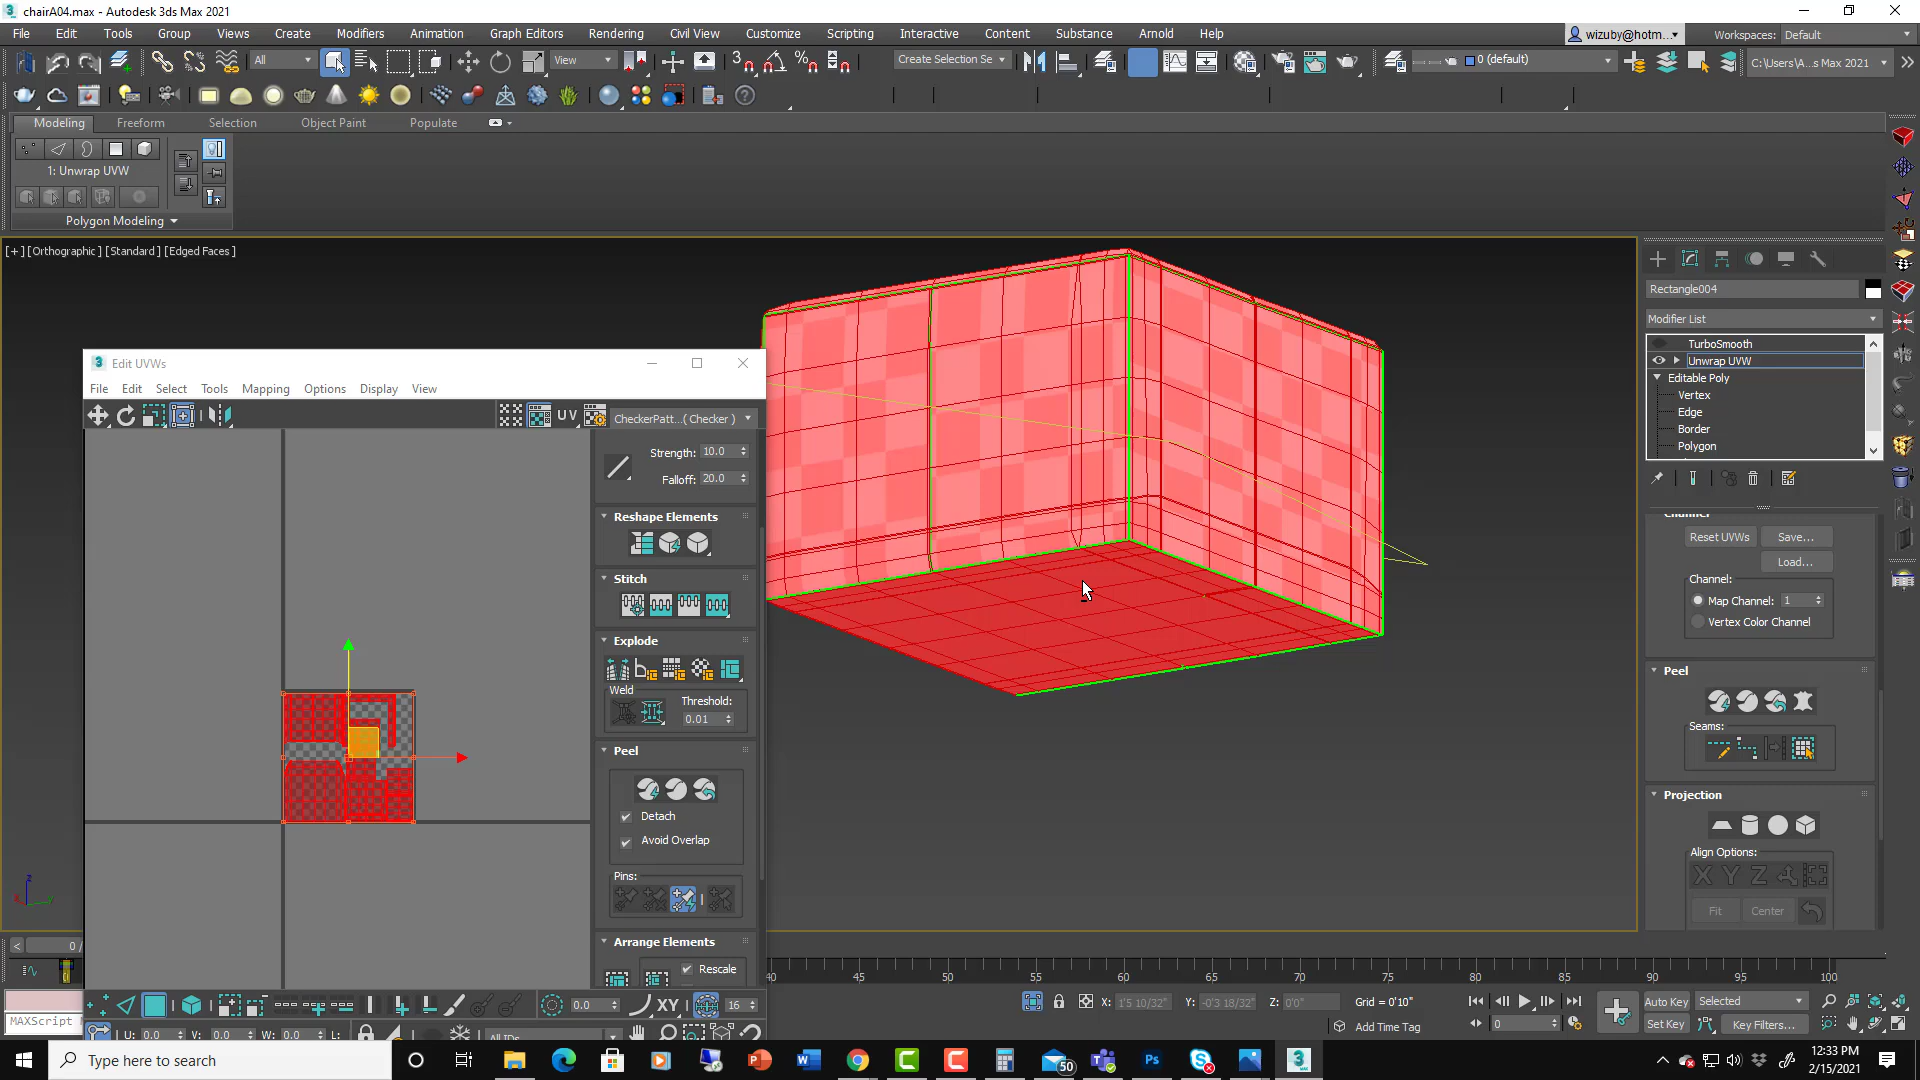 chairA04.max - Autodesk 3ds Max 2021
File Edit Tools Group Views Create Modifiers Animation Graph Editors Rendering Civil View Customize Scripting Interactive Content Substance Arnold Help
wizuby@hotm... Workspaces: Default
All View Create Selection Se 0 (default) C:\Users\A...s Max 2021
Modeling Freeform Selection Object Paint Populate
1: Unwrap UVW
Polygon Modeling
[+] [Orthographic] [Standard] [Edged Faces]
Edit UVWs
File Edit Select Tools Mapping Options Display View
UV CheckerPatt...( Checker )
Strength: 10.0
Falloff: 20.0
Reshape Elements
Stitch
Explode
Weld
Threshold:
0.01
Peel
Detach
Avoid Overlap
Pins:
Arrange Elements
Rescale
0.0 XY 16
U: 0.0 V: 0.0 W: 0.0 All IDs
Rectangle004
Modifier List
TurboSmooth
Unwrap UVW
Editable Poly
Vertex
Edge
Border
Polygon
Channel
Reset UVWs Save...
Load...
Channel:
Map Channel: 1
Vertex Color Channel
Peel
Seams:
Projection
Align Options:
X Y Z
Fit Center
0 /
40 45 50 55 60 65 70 75 80 85 90 95 100
MAXScript
X: 1'5 10/32" Y: -0'3 18/32" Z: 0'0" Grid = 0'10"
Add Time Tag
0
Auto Key Selected
Set Key Key Filters...
Type here to search
50
12:33 PM
2/15/2021